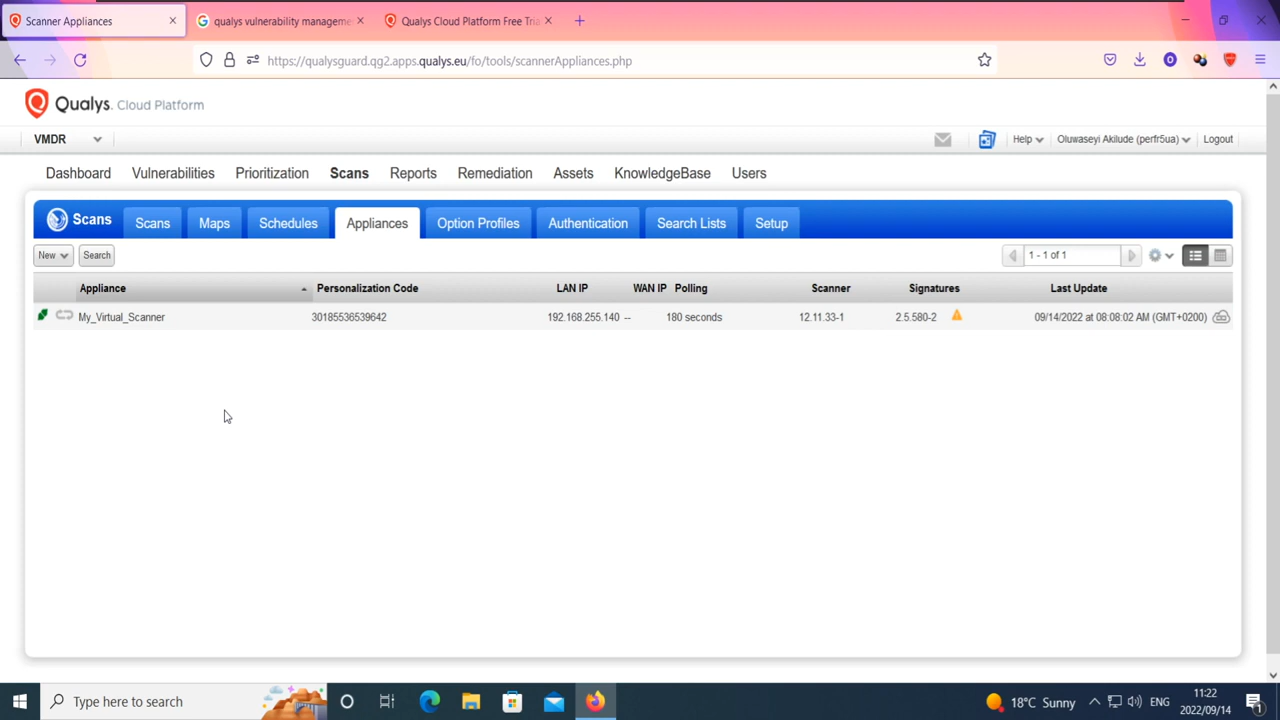 Scanner Appliances
qualys vulnerability manageme
Qualys Cloud Platform Free Tria
https://qualysguard.qg2.apps.qualys.eu/fo/tools/scannerAppliances.php
Qualys. Cloud Platform
VMDR
Help
Oluwaseyi Akilude (perfr5ua)
Logout
Dashboard Vulnerabilities Prioritization Scans Reports Remediation Assets KnowledgeBase Users
Scans Scans Maps Schedules Appliances Option Profiles Authentication Search Lists Setup
New Search 1 - 1 of 1
Appliance Personalization Code LAN IP WAN IP Polling Scanner Signatures Last Update
My_Virtual_Scanner 30185536539642 192.168.255.140 -- 180 seconds 12.11.33-1 2.5.580-2 09/14/2022 at 08:08:02 AM (GMT+0200)
Type here to search
18°C Sunny
ENG
11:22
2022/09/14
1